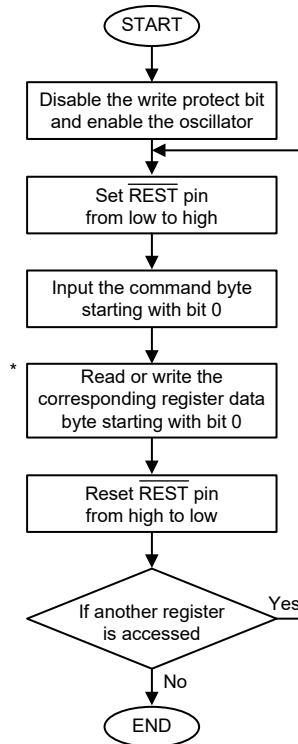 START
Disable the write protect bit
and enable the oscillator
Set REST pin
from low to high
Input the command byte
starting with bit 0
*
Read or write the
corresponding register data
byte starting with bit 0
Reset REST pin
from high to low
If another register
is accessed
Yes
No
END